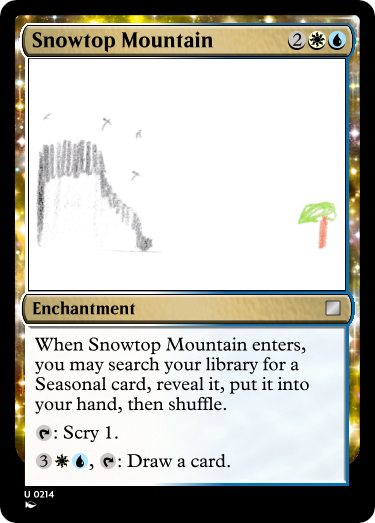 Snowtop Mountain 2
Enchantment
When Snowtop Mountain enters,
you may search your library for a
Seasonal card, reveal it, put it into
your hand, then shuffle.
: Scry 1.
3 , : Draw a card.
U 0214